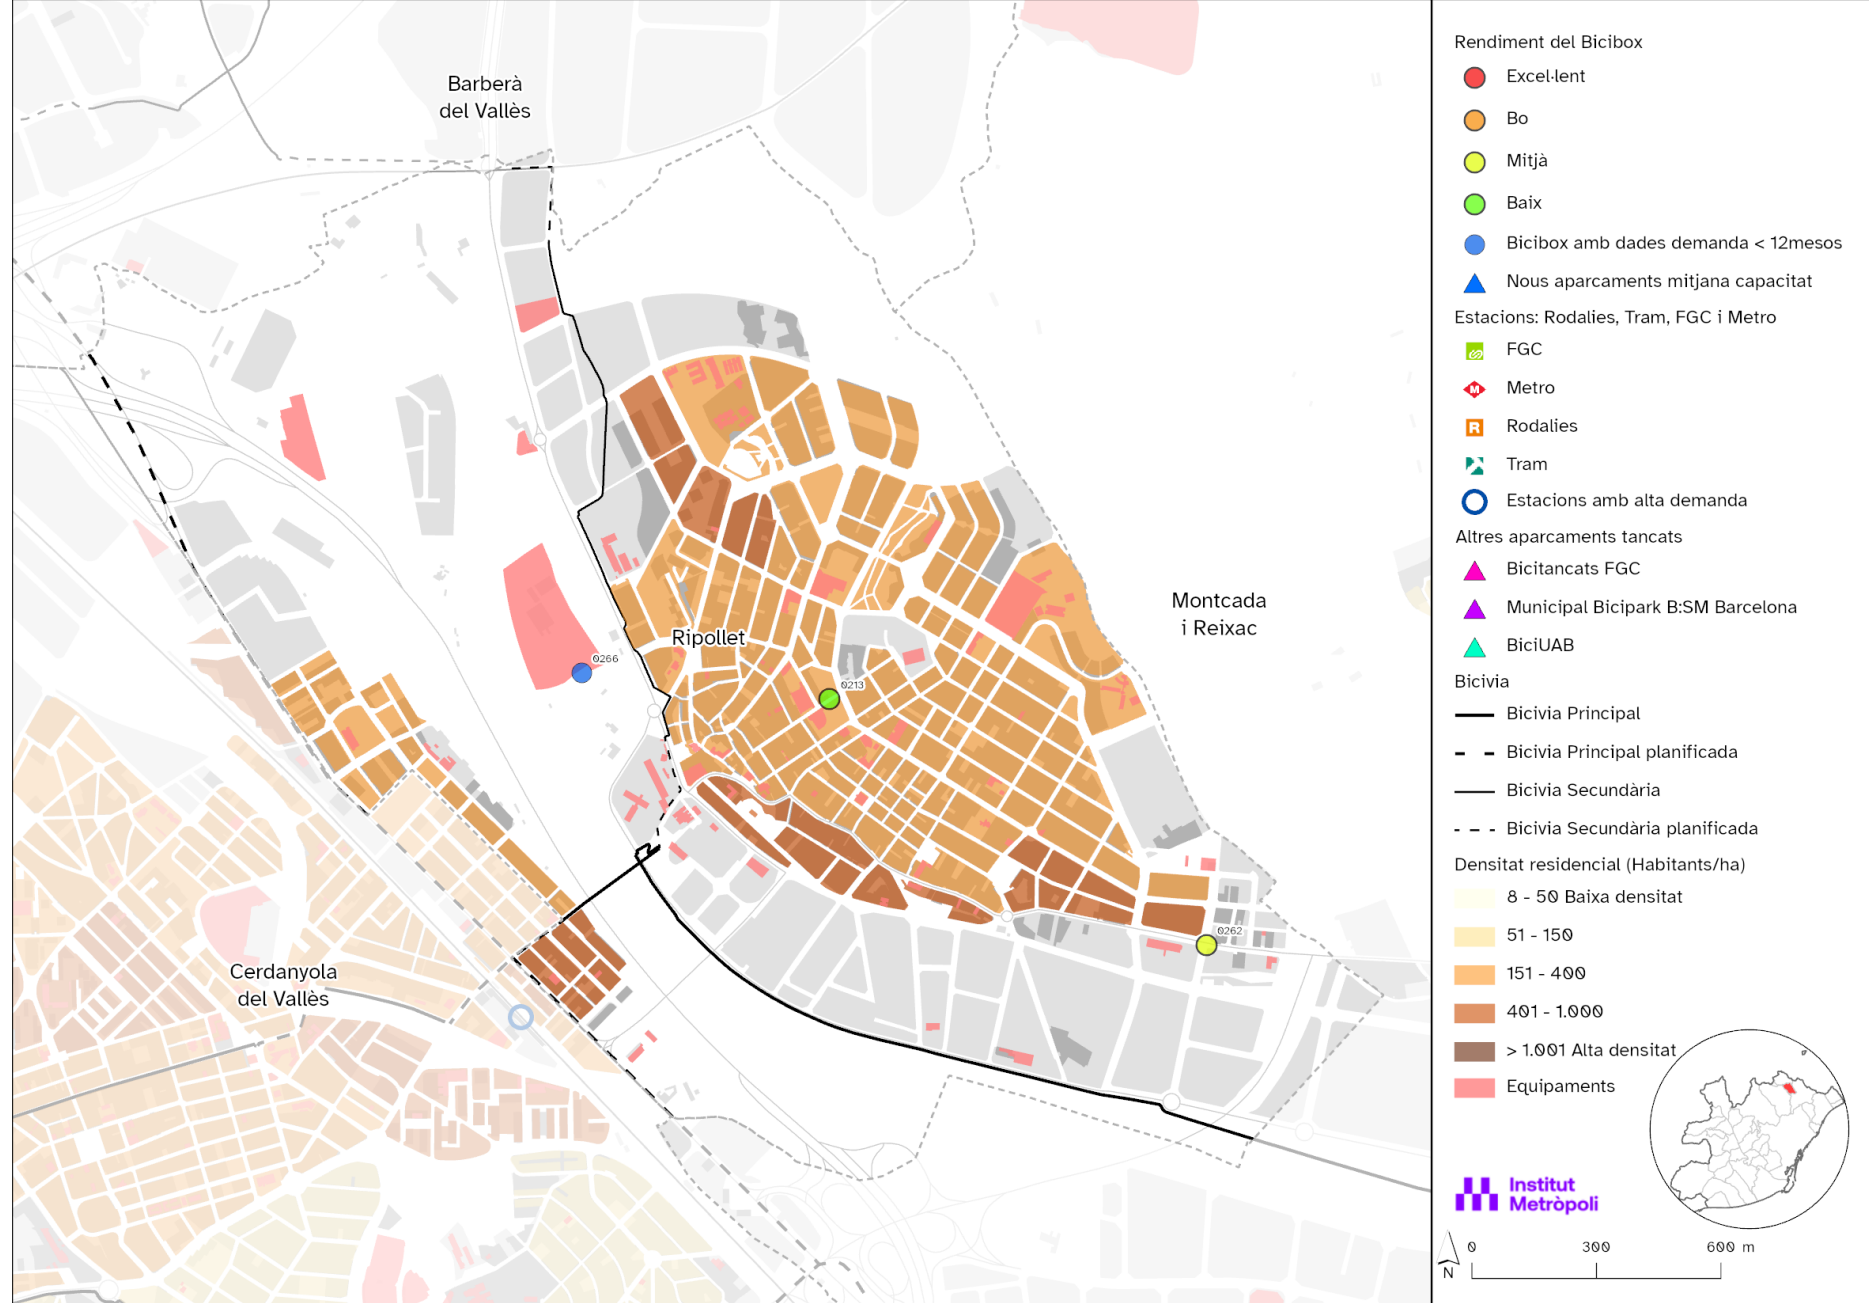 Barberà
del Vallès
Ripollet
Montcada
i Reixac
Cerdanyola
del Vallès
0266
0213
0262
Rendiment del Bicibox
Excel·lent
Bo
Mitjà
Baix
Bicibox amb dades demanda < 12mesos
Nous aparcaments mitjana capacitat
Estacions: Rodalies, Tram, FGC i Metro
FGC
M Metro
R Rodalies
Tram
Estacions amb alta demanda
Altres aparcaments tancats
Bicitancats FGC
Municipal Bicipark B:SM Barcelona
BiciUAB
Bicivia
Bicivia Principal
Bicivia Principal planificada
Bicivia Secundària
Bicivia Secundària planificada
Densitat residencial (Habitants/ha)
8 - 50 Baixa densitat
51 - 150
151 - 400
401 - 1.000
> 1.001 Alta densitat
Equipaments
Institut
Metròpoli
N
0 300 600 m